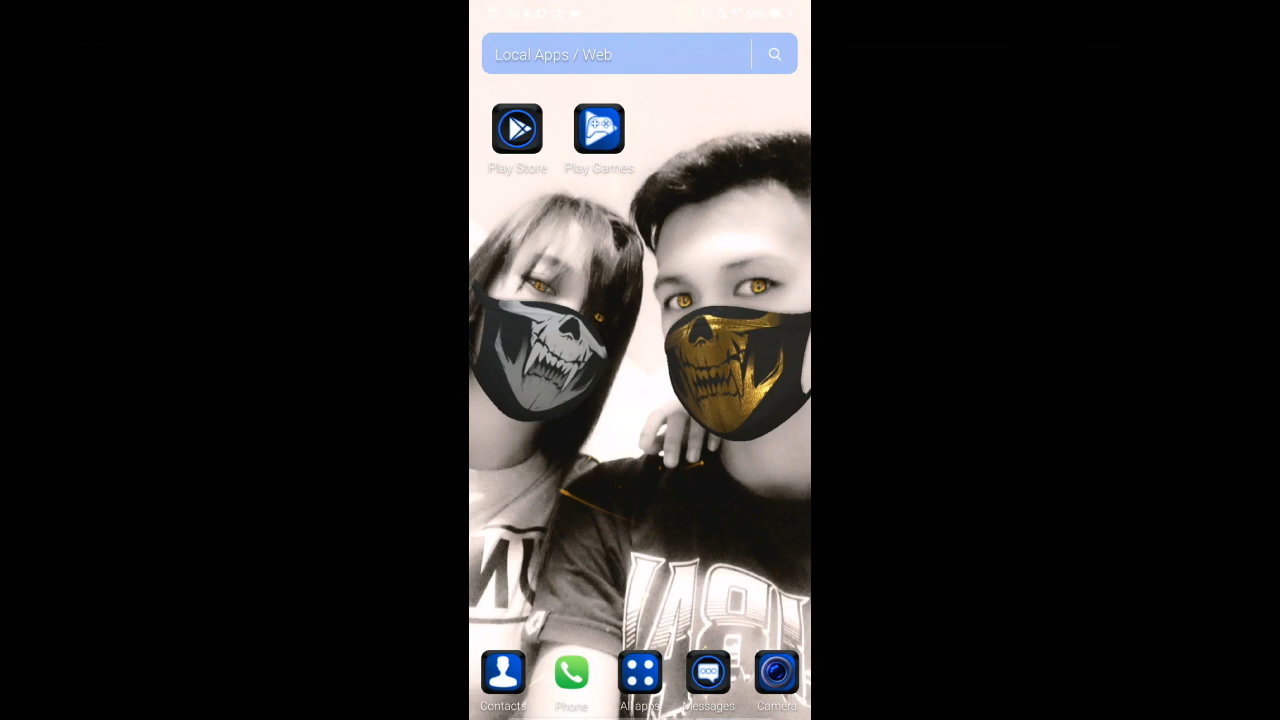 Local Apps / Web
Play Store
Play Games
Contacts
Phone
All apps
Messages
Camera